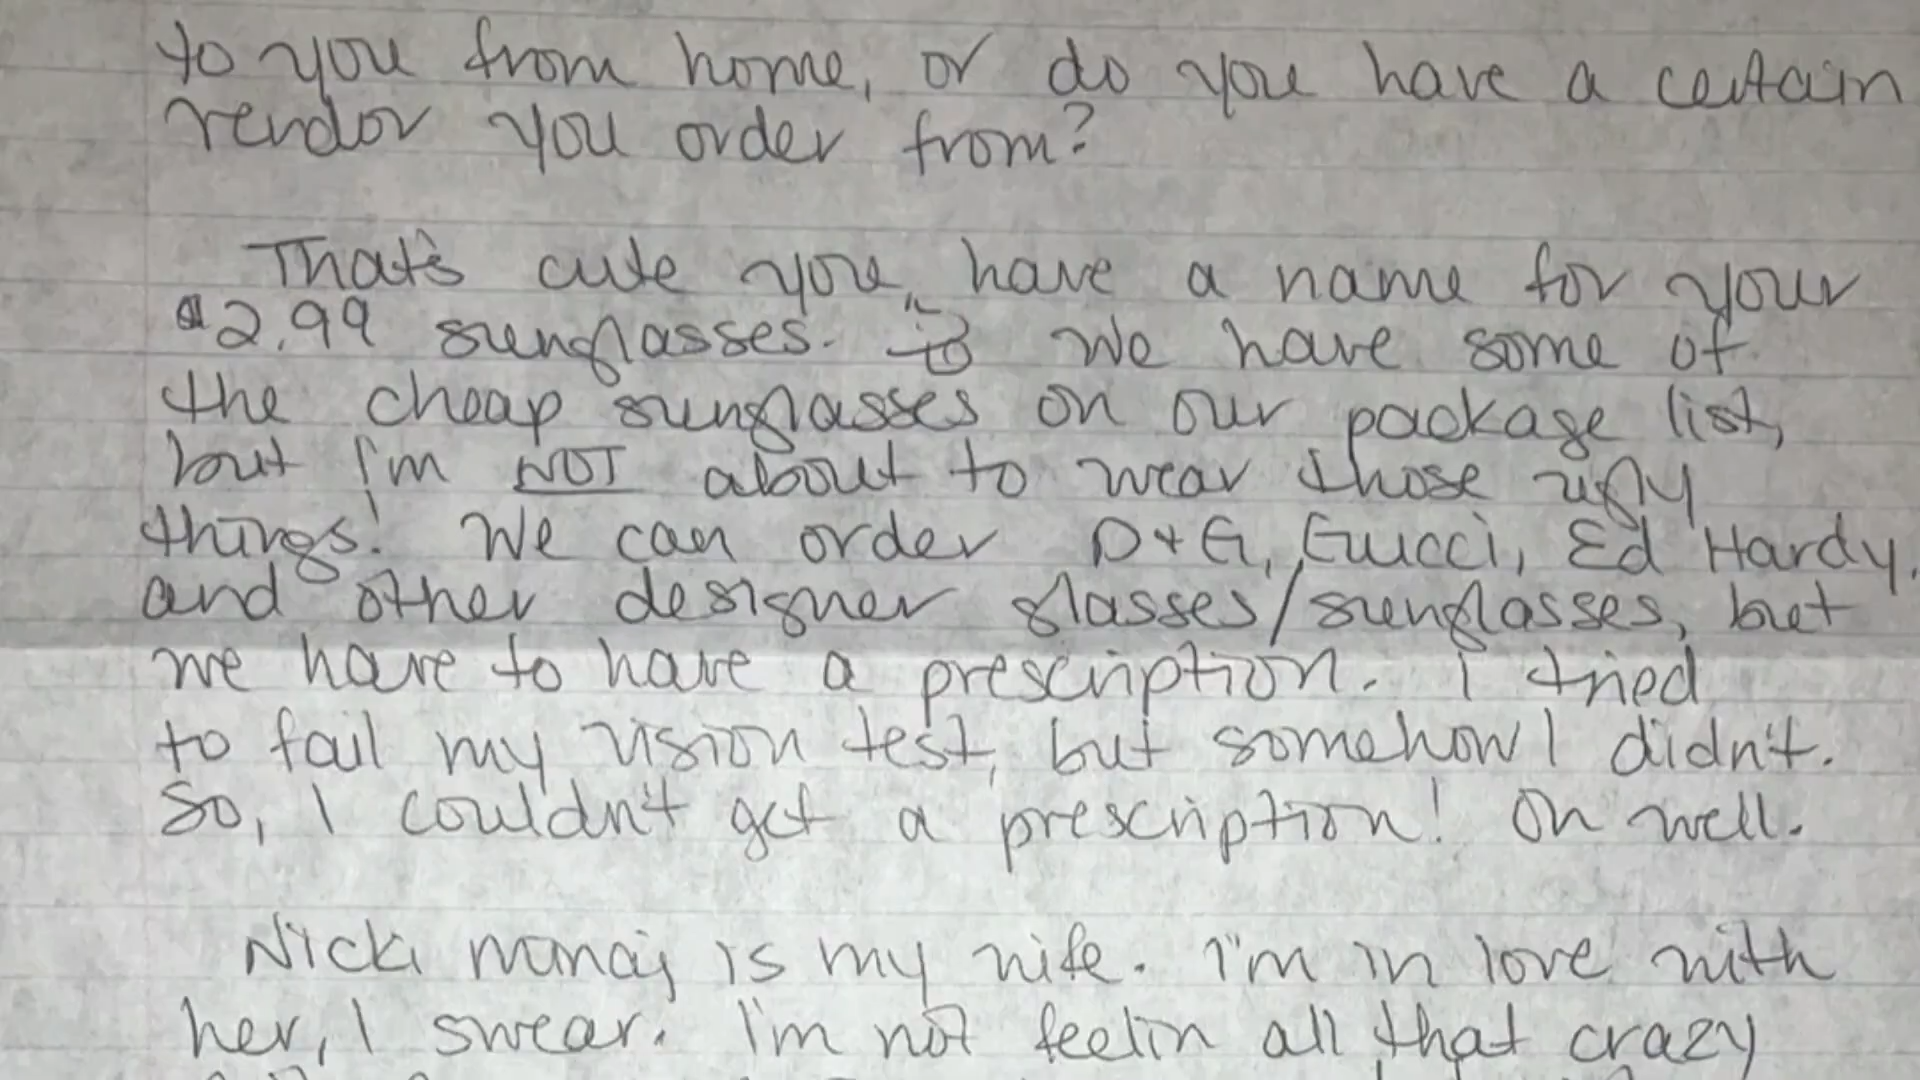 to you from home, or do you have a certain
vendor you order from?
That's cute you have a name for your
$2.99 sunglasses. We have some of
the cheap sunglasses on our package list,
but I'm NOT about to wear those ugly
things! We can order D+G, Gucci, Ed Hardy,
and other designer glasses/sunglasses, but
we have to have a prescription. I tried
to fail my vision test, but somehow I didn't.
So, I couldn't get a prescription! Oh well.
Nicki Minaj is my wife. I'm in love with
her, I swear. I'm not feelin all that crazy